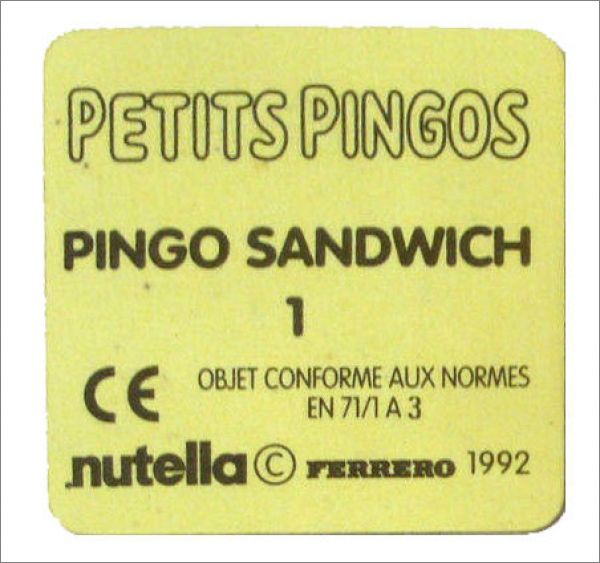 PETITS PINGOS
PINGO SANDWICH
1
CE OBJET CONFORME AUX NORMES
EN 71/1 A 3
nutella © FERRERO 1992